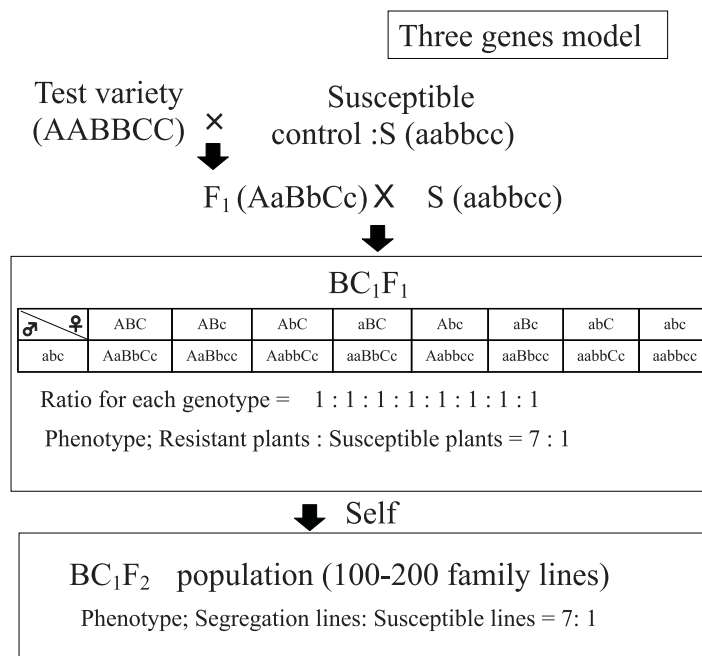 Three genes model
Test variety
(AABBCC)
×
Susceptible
control :S (aabbcc)
F₁ (AaBbCc) X S (aabbcc)
BC₁F₁
♂ ♀ ABC ABc AbC aBC Abc aBc abC abc
abc AaBbCc AaBbcc AabbCc aaBbCc Aabbcc aaBbcc aabbCc aabbcc
Ratio for each genotype = 1 : 1 : 1 : 1 : 1 : 1 : 1 : 1
Phenotype; Resistant plants : Susceptible plants = 7 : 1
Self
BC₁F₂ population (100-200 family lines)
Phenotype; Segregation lines: Susceptible lines = 7: 1